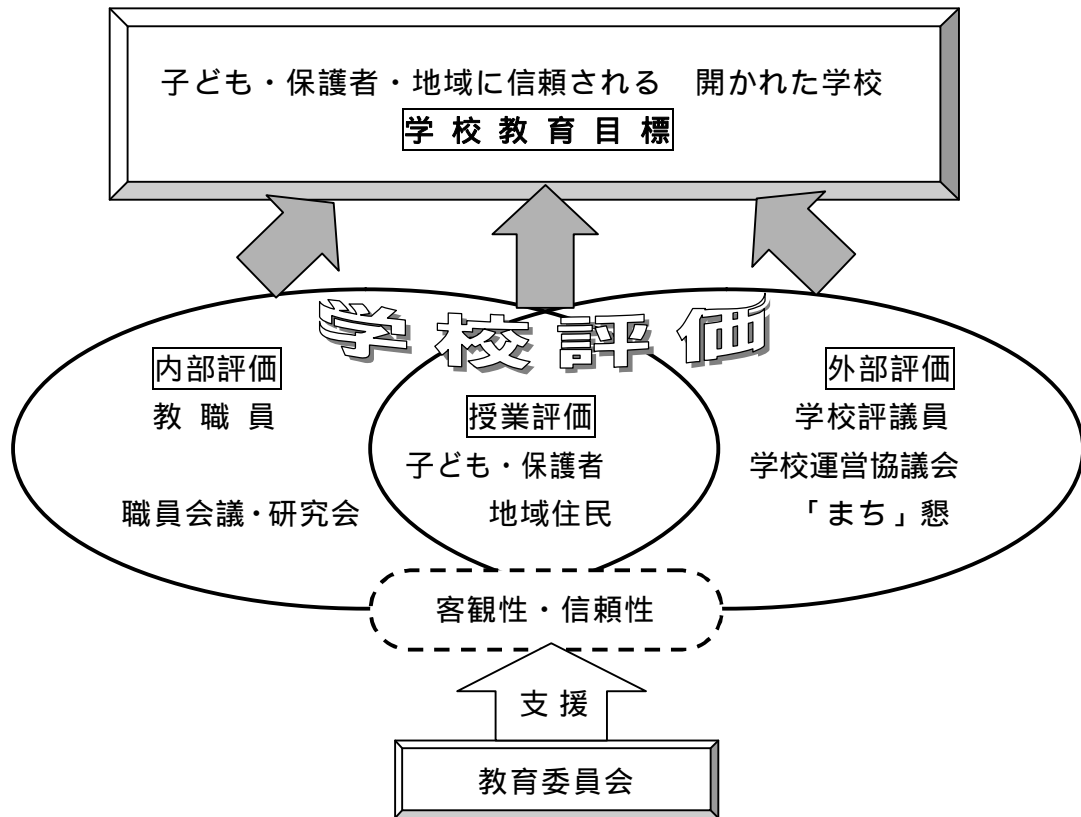 子ども・保護者・地域に信頼される　開かれた学校
学 校 教 育 目 標
学校評価
内部評価
教 職 員
職員会議・研究会
授業評価
子ども・保護者
地域住民
外部評価
学校評議員
学校運営協議会
「まち」懇
客観性・信頼性
支 援
教育委員会